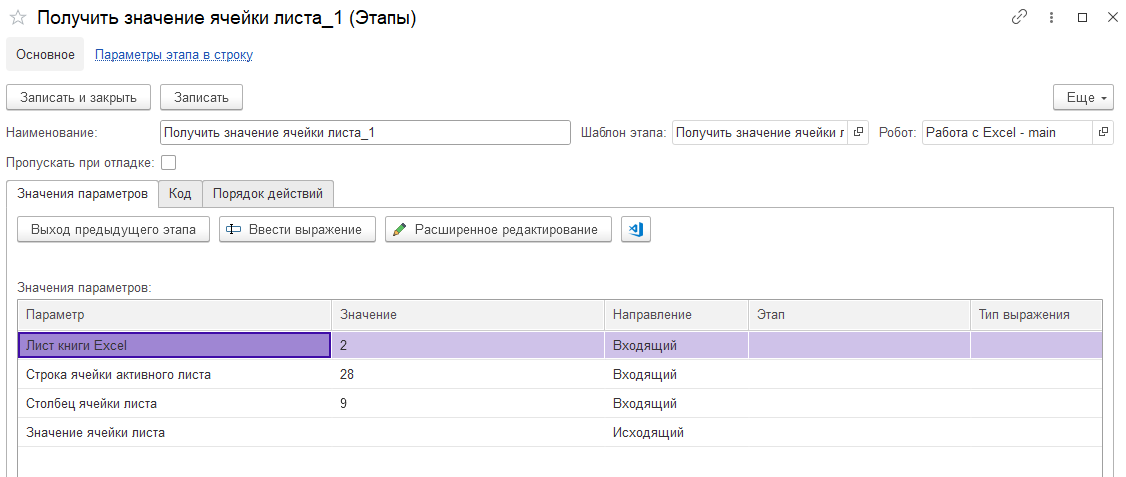 Получить значение ячейки листа_1 (Этапы)
Основное Параметры этапа в строку
Записать и закрыть Записать Еще
Наименование: Получить значение ячейки листа_1 Шаблон этапа: Получить значение ячейки л Робот: Работа с Excel - main
Пропускать при отладке:
Значения параметров Код Порядок действий
Выход предыдущего этапа Ввести выражение Расширенное редактирование
Значения параметров:
Параметр Значение Направление Этап Тип выражения
Лист книги Excel 2 Входящий
Строка ячейки активного листа 28 Входящий
Столбец ячейки листа 9 Входящий
Значение ячейки листа Исходящий